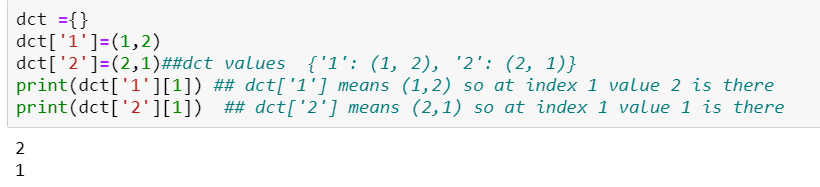 dct ={}
dct['1']=(1,2)
dct['2']=(2,1)##dct values  {'1': (1, 2), '2': (2, 1)}
print(dct['1'][1]) ## dct['1'] means (1,2) so at index 1 value 2 is there
print(dct['2'][1])  ## dct['2'] means (2,1) so at index 1 value 1 is there
2
1